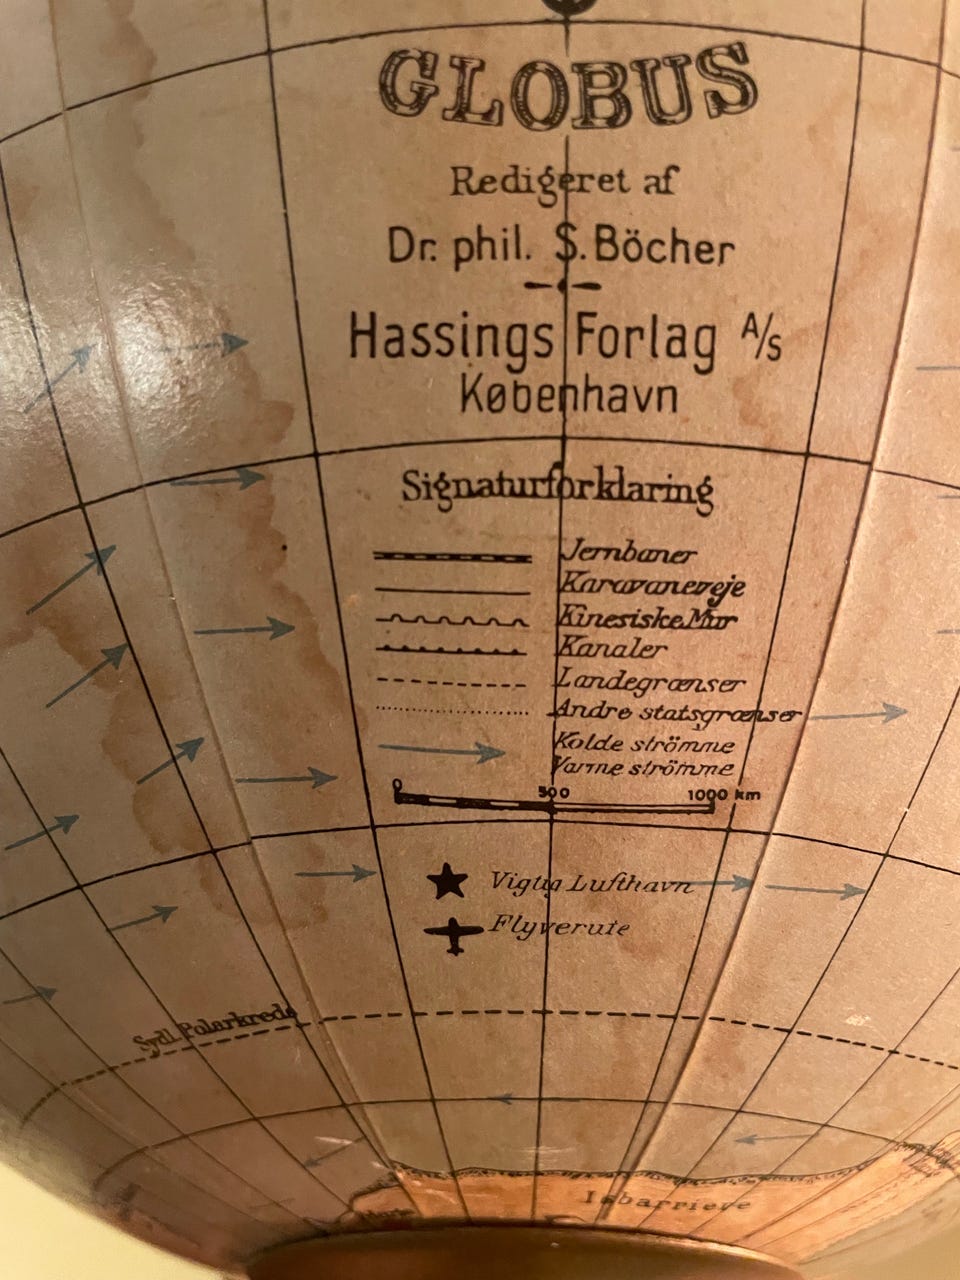 GLOBUS
Redigeret af
Dr. phil. S. Böcher
Hassings Forlag A/S
København
Signaturforklaring
Jernbaner
Karavaneveje
Kinesiske Mur
Kanaler
Landegrænser
Andre statsgrænser
Kolde strömme
Varme strömme
0 500 1000 km
Vigtig Lufthavn
Flyverute
Sydl. Polarkreds
Isbarriere